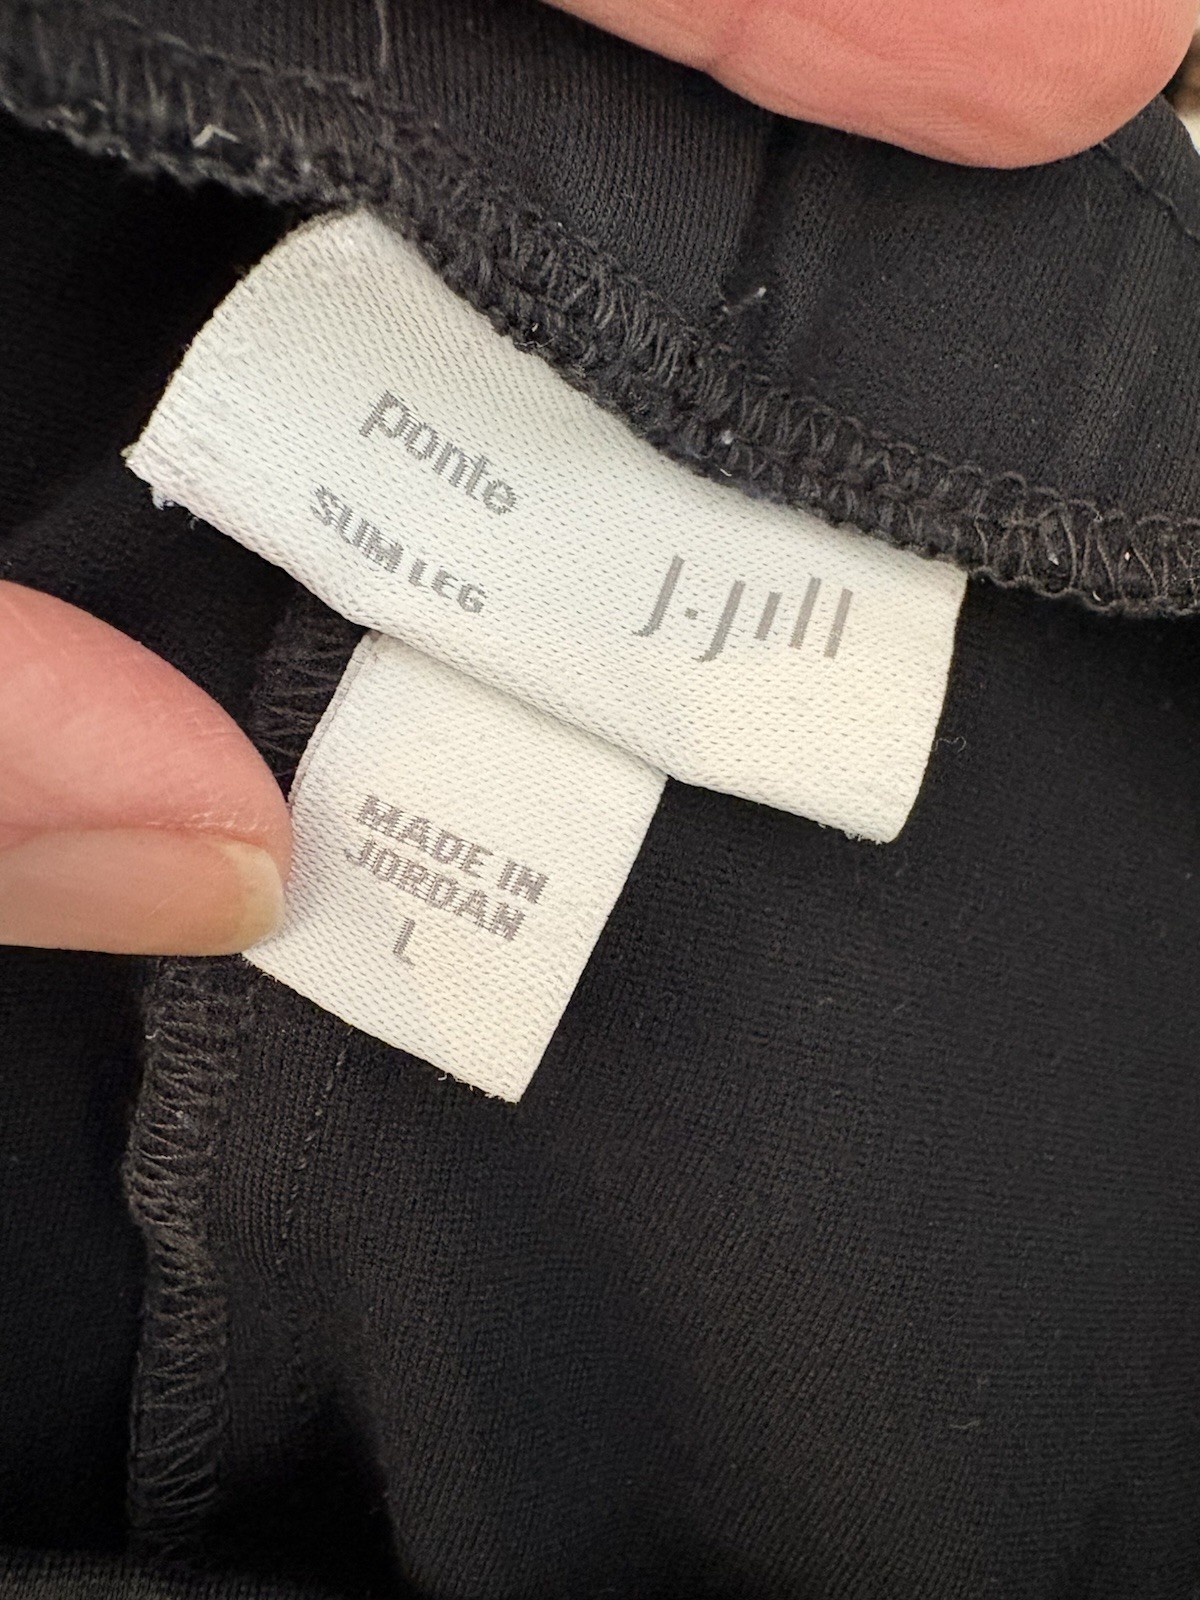 ponte
SLIM LEG
J.Jill
MADE IN
JORDAN
L